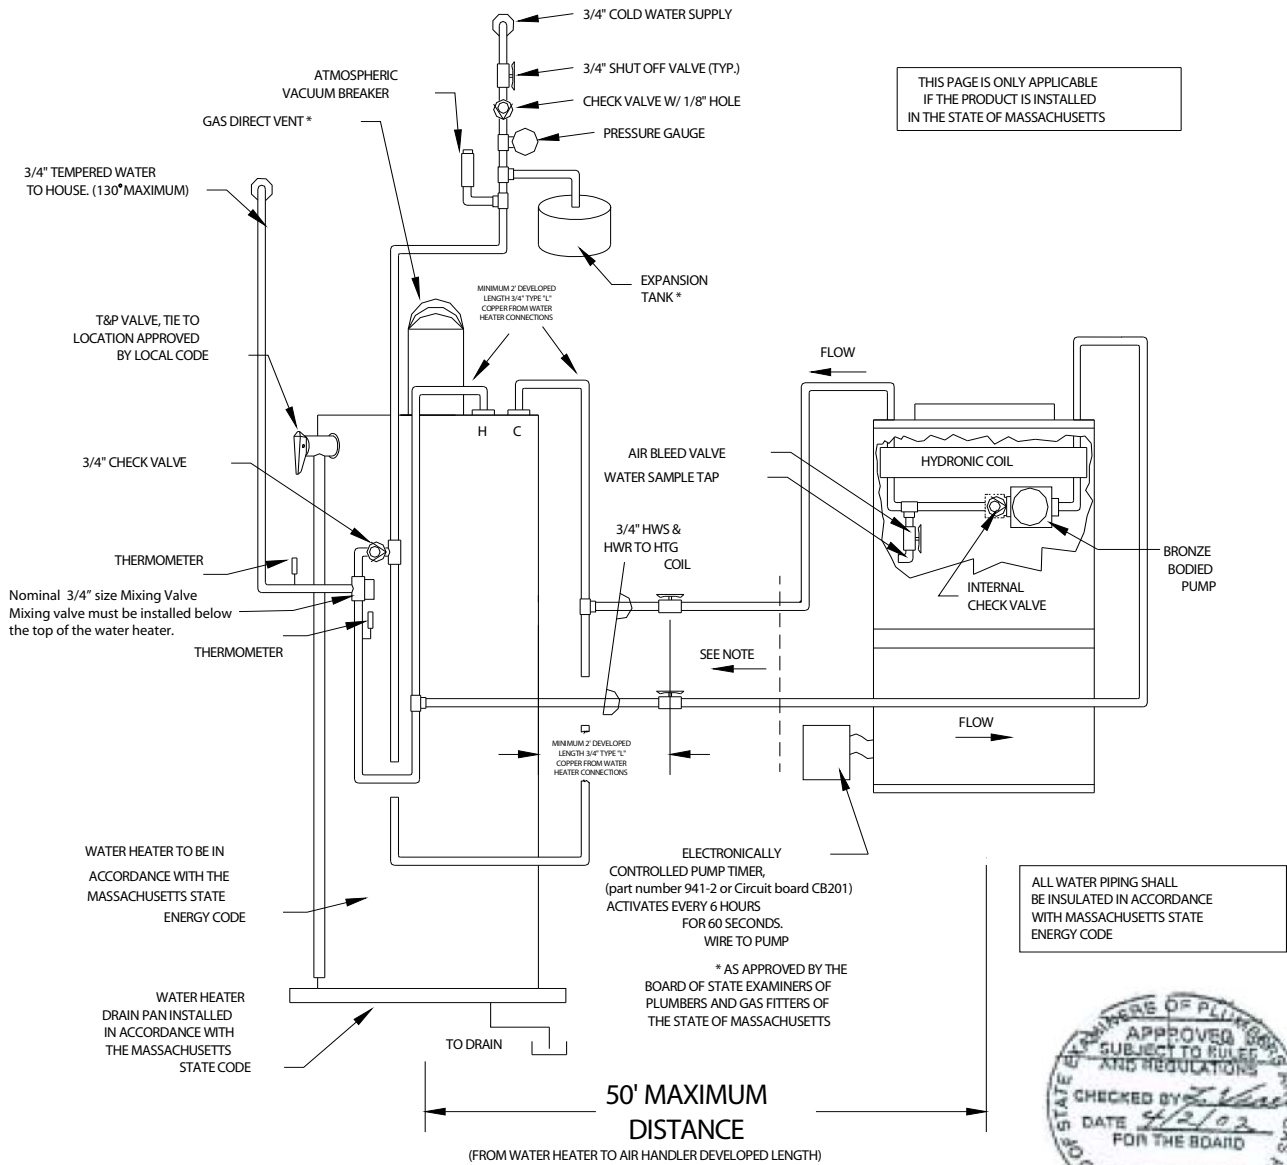 3/4" COLD WATER SUPPLY
3/4" SHUT OFF VALVE (TYP.)
CHECK VALVE W/ 1/8" HOLE
PRESSURE GAUGE
ATMOSPHERIC
VACUUM BREAKER
GAS DIRECT VENT *
THIS PAGE IS ONLY APPLICABLE
IF THE PRODUCT IS INSTALLED
IN THE STATE OF MASSACHUSETTS
3/4" TEMPERED WATER
TO HOUSE. (130° MAXIMUM)
EXPANSION
TANK *
MINIMUM 2' DEVELOPED
LENGTH 3/4" TYPE "L"
COPPER FROM WATER
HEATER CONNECTIONS
T&P VALVE, TIE TO
LOCATION APPROVED
BY LOCAL CODE
FLOW
H C
3/4" CHECK VALVE
AIR BLEED VALVE
WATER SAMPLE TAP
HYDRONIC COIL
3/4" HWS &
HWR TO HTG
COIL
BRONZE
BODIED
PUMP
INTERNAL
CHECK VALVE
THERMOMETER
Nominal 3/4" size Mixing Valve
Mixing valve must be installed below
the top of the water heater.
THERMOMETER
SEE NOTE
FLOW
MINIMUM 2' DEVELOPED
LENGTH 3/4" TYPE "L"
COPPER FROM WATER
HEATER CONNECTIONS
WATER HEATER TO BE IN
ACCORDANCE WITH THE
MASSACHUSETTS STATE
ENERGY CODE
ELECTRONICALLY
CONTROLLED PUMP TIMER,
(part number 941-2 or Circuit board CB201)
ACTIVATES EVERY 6 HOURS
FOR 60 SECONDS.
WIRE TO PUMP
* AS APPROVED BY THE
BOARD OF STATE EXAMINERS OF
PLUMBERS AND GAS FITTERS OF
THE STATE OF MASSACHUSETTS
ALL WATER PIPING SHALL
BE INSULATED IN ACCORDANCE
WITH MASSACHUSETTS STATE
ENERGY CODE
WATER HEATER
DRAIN PAN INSTALLED
IN ACCORDANCE WITH
THE MASSACHUSETTS
STATE CODE
TO DRAIN
50' MAXIMUM
DISTANCE
(FROM WATER HEATER TO AIR HANDLER DEVELOPED LENGTH)
OF STATE EXAMINERS OF PLUMBERS
APPROVED
SUBJECT TO RULES
AND REGULATIONS
CHECKED BY
DATE 4/2/02
FOR THE BOARD